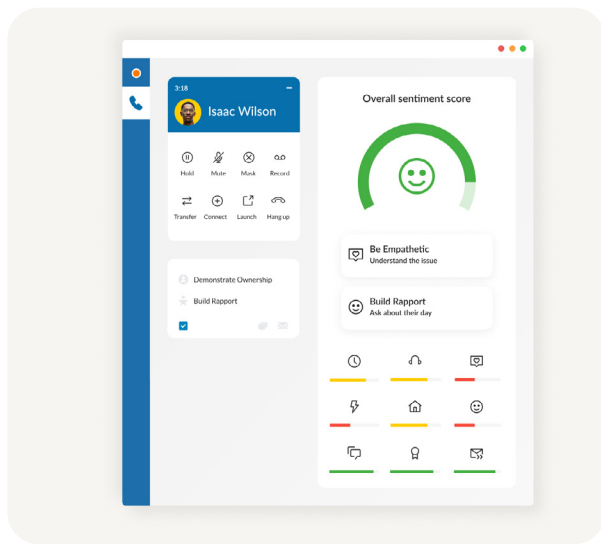 3:18
Isaac Wilson
Hold Mute Mask Record
Transfer Connect Launch Hang up
Demonstrate Ownership
Build Rapport
Overall sentiment score
Be Empathetic
Understand the issue
Build Rapport
Ask about their day